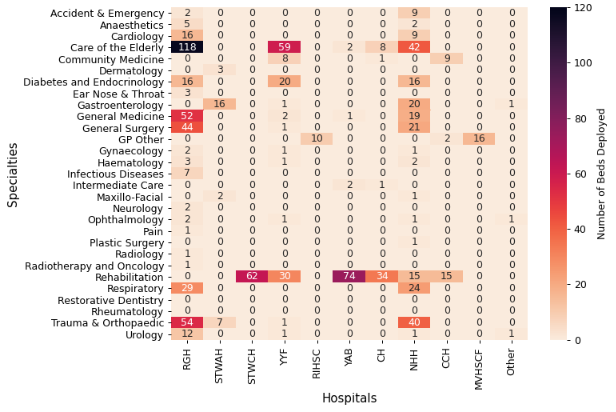 Accident & Emergency 2 0 0 0 0 0 0 9 0 0 0
Anaesthetics 5 0 0 0 0 0 0 2 0 0 0
Cardiology 16 0 0 0 0 0 0 9 0 0 0
Care of the Elderly 118 0 0 59 0 2 8 42 0 0 0
Community Medicine 0 0 0 8 0 0 1 0 9 0 0
Dermatology 0 3 0 0 0 0 0 0 0 0 0
Diabetes and Endocrinology 16 0 0 20 0 0 0 16 0 0 0
Ear Nose & Throat 3 0 0 0 0 0 0 0 0 0 0
Gastroenterology 0 16 0 1 0 0 0 20 0 0 1
General Medicine 52 0 0 2 0 1 0 19 0 0 0
General Surgery 44 0 0 1 0 0 0 21 0 0 0
GP Other 0 0 0 0 10 0 0 0 2 16 0
Gynaecology 2 0 0 1 0 0 0 1 0 0 0
Haematology 3 0 0 1 0 0 0 2 0 0 0
Infectious Diseases 7 0 0 0 0 0 0 0 0 0 0
Intermediate Care 0 0 0 0 0 2 1 0 0 0 0
Maxillo-Facial 0 2 0 0 0 0 0 1 0 0 0
Neurology 2 0 0 0 0 0 0 0 0 0 0
Ophthalmology 2 0 0 1 0 0 0 1 0 0 1
Pain 1 0 0 0 0 0 0 0 0 0 0
Plastic Surgery 0 0 0 0 0 0 0 1 0 0 0
Radiology 1 0 0 0 0 0 0 0 0 0 0
Radiotherapy and Oncology 1 0 0 0 0 0 0 0 0 0 0
Rehabilitation 0 0 62 30 0 74 34 15 15 0 0
Respiratory 29 0 0 0 0 0 0 24 0 0 0
Restorative Dentistry 0 0 0 0 0 0 0 0 0 0 0
Rheumatology 0 0 0 0 0 0 0 0 0 0 0
Trauma & Orthopaedic 54 7 0 1 0 0 0 40 0 0 0
Urology 12 0 0 1 0 0 0 1 0 0 1
RGH STWAH STWCH YYF RIHSC YAB CH NHH CCH MVHSCF Other
Hospitals
Specialties
120
100
80
60
40
20
0
Number of Beds Deployed